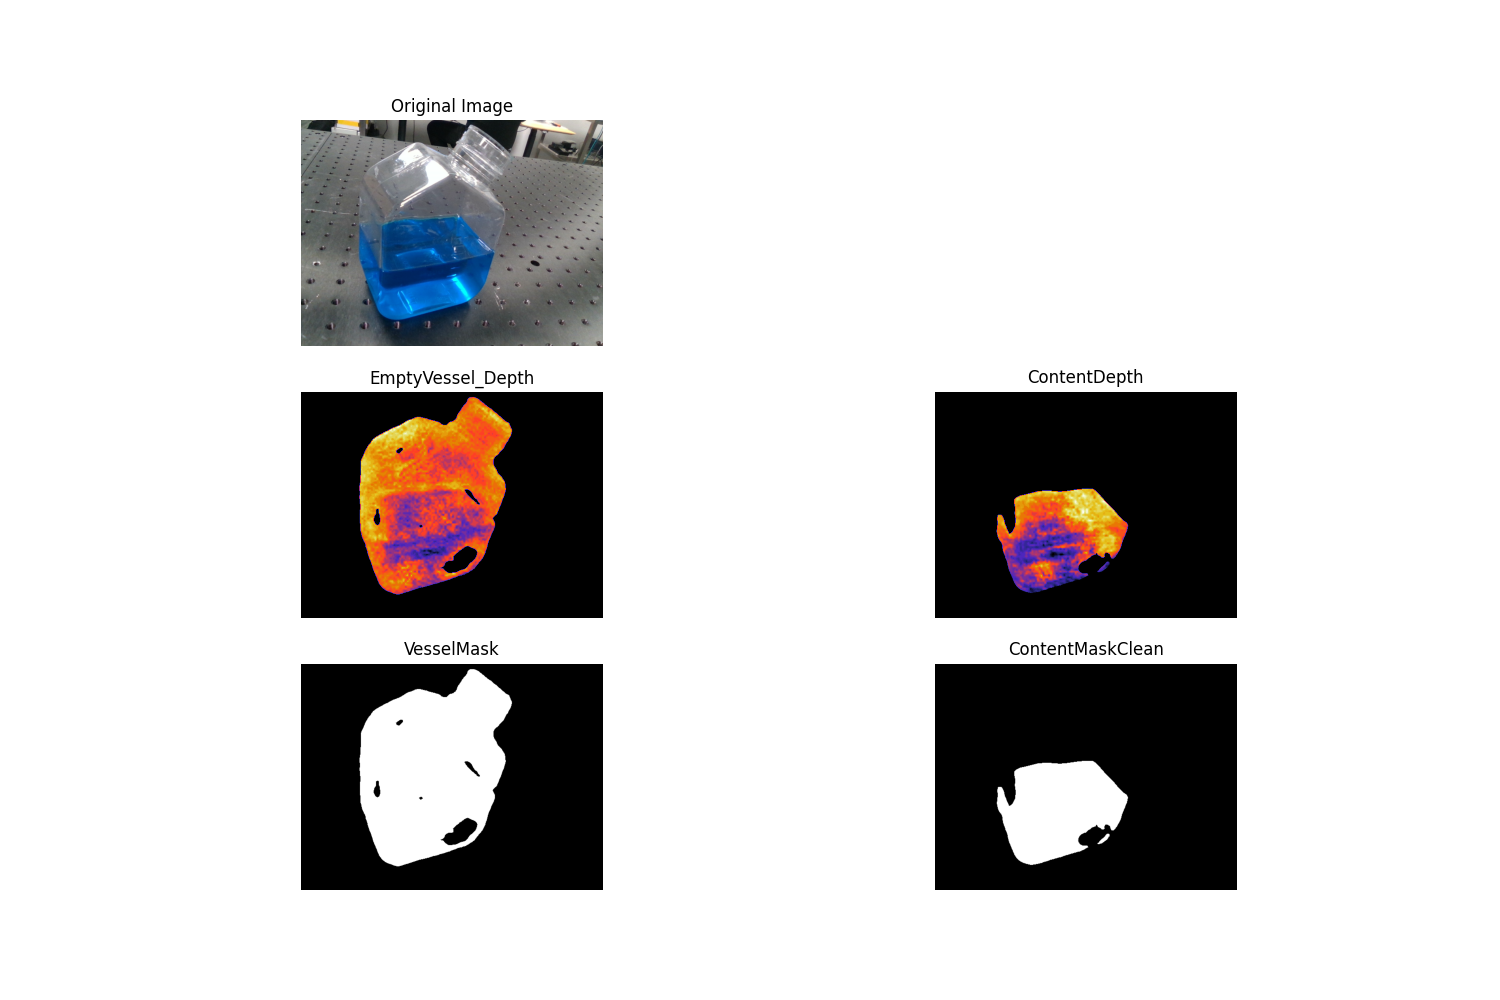 Original Image
EmptyVessel_Depth
ContentDepth
VesselMask
ContentMaskClean